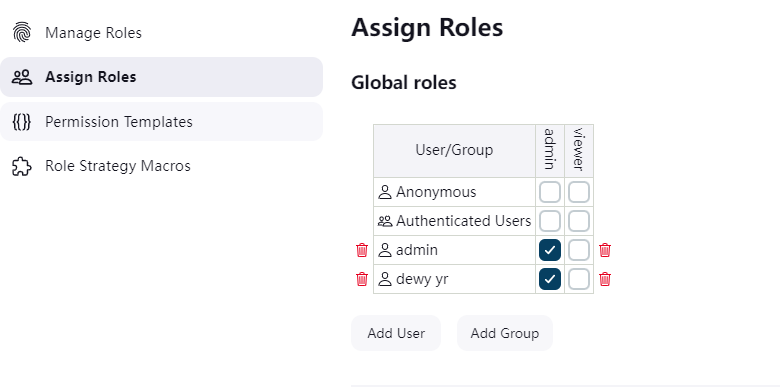 Manage Roles
Assign Roles
Permission Templates
Role Strategy Macros
Assign Roles
Global roles
User/Group admin viewer
Anonymous
Authenticated Users
admin
dewy yr
Add User Add Group